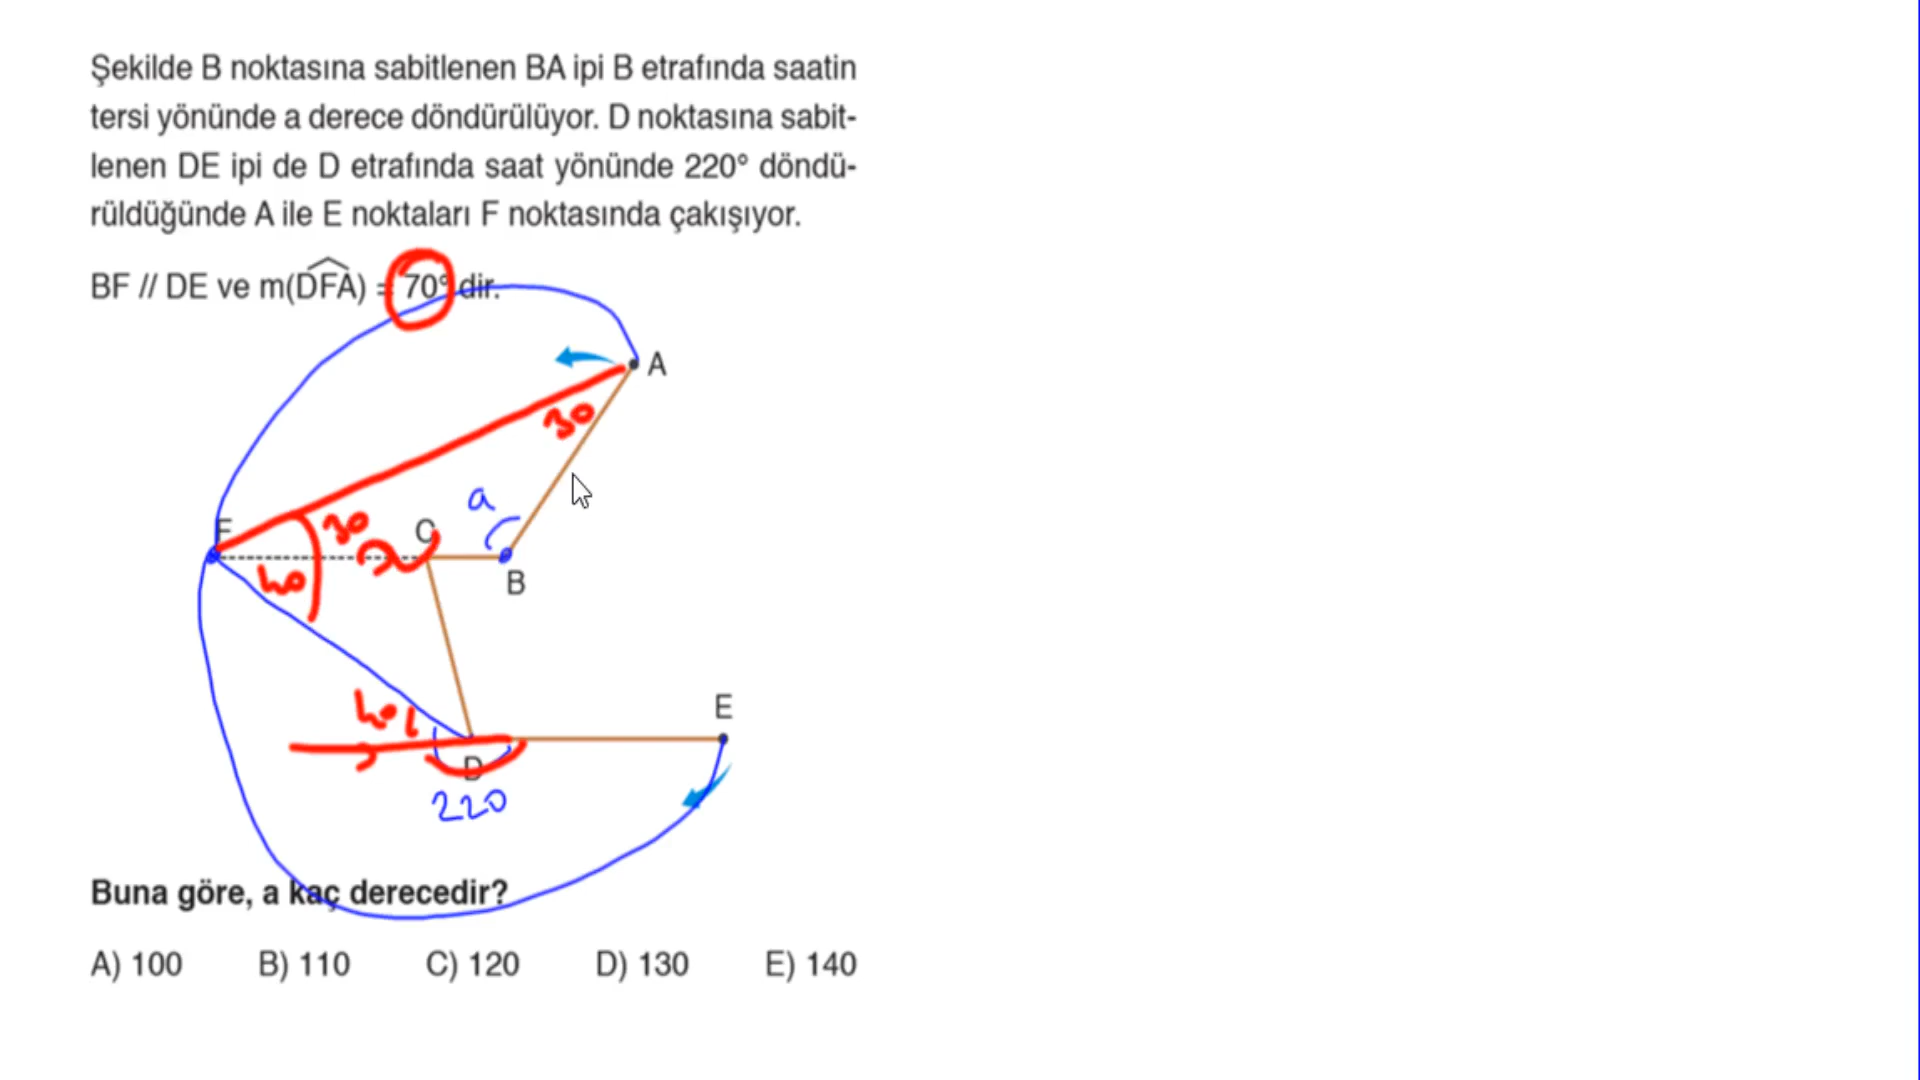 Şekilde B noktasına sabitlenen BA ipi B etrafında saatin
tersi yönünde a derece döndürülüyor. D noktasına sabit-
lenen DE ipi de D etrafında saat yönünde 220° döndü-
rüldüğünde A ile E noktaları F noktasında çakışıyor.
BF // DE ve m(DFA) = 70° dir.
A
30
a
F
30
C
40
B
40
E
D
220
Buna göre, a kaç derecedir?
A) 100 B) 110 C) 120 D) 130 E) 140